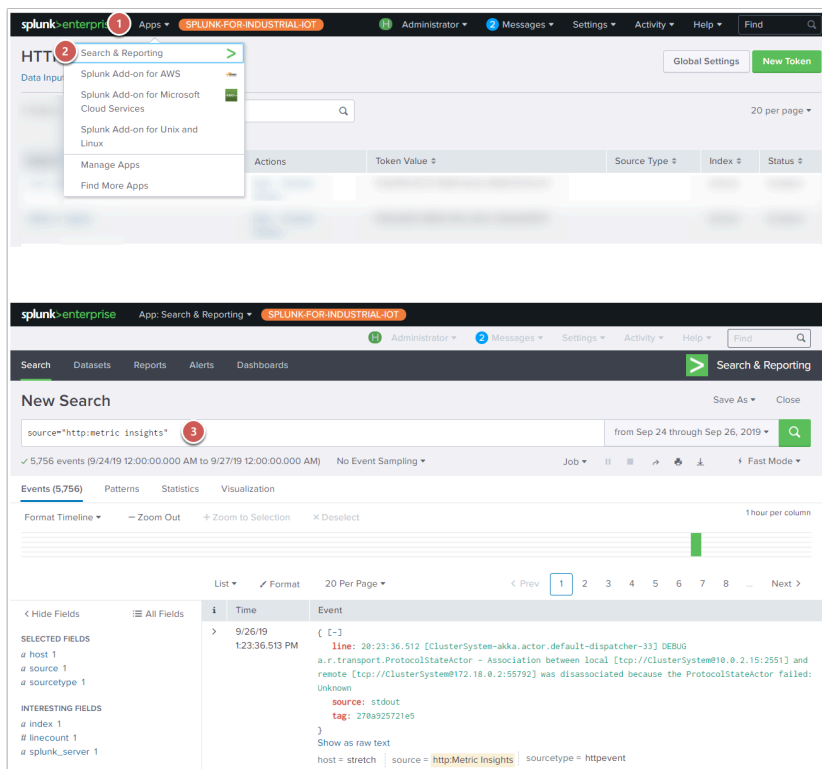 splunk>enterpris 1 Apps SPLUNK-FOR-INDUSTRIAL-IOT H Administrator 2 Messages Settings Activity Help Find
HTT 2 Search & Reporting > Global Settings New Token
Data Input Splunk Add-on for AWS
Splunk Add-on for Microsoft
Cloud Services
20 per page
Splunk Add-on for Unix and
Linux
Manage Apps Actions Token Value Source Type Index Status
Find More Apps
splunk>enterprise App: Search & Reporting SPLUNK-FOR-INDUSTRIAL-IOT
H Administrator 2 Messages Settings Activity Help Find
Search Datasets Reports Alerts Dashboards > Search & Reporting
New Search Save As Close
source="http:metric insights" 3 from Sep 24 through Sep 26, 2019
✓ 5,756 events (9/24/19 12:00:00.000 AM to 9/27/19 12:00:00.000 AM) No Event Sampling Job Fast Mode
Events (5,756) Patterns Statistics Visualization
Format Timeline — Zoom Out + Zoom to Selection × Deselect 1 hour per column
List Format 20 Per Page < Prev 1 2 3 4 5 6 7 8 ... Next >
< Hide Fields All Fields i Time Event
SELECTED FIELDS
a host 1
a source 1
a sourcetype 1
INTERESTING FIELDS
a index 1
# linecount 1
a splunk_server 1
> 9/26/19
1:23:36.513 PM
{ [-]
line: 20:23:36.512 [ClusterSystem-akka.actor.default-dispatcher-33] DEBUG
a.r.transport.ProtocolStateActor - Association between local [tcp://ClusterSystem@10.0.2.15:2551] and
remote [tcp://ClusterSystem@172.18.0.2:55792] was disassociated because the ProtocolStateActor failed:
Unknown
source: stdout
tag: 270a925721e5
}
Show as raw text
host = stretch source = http:Metric Insights sourcetype = httpevent